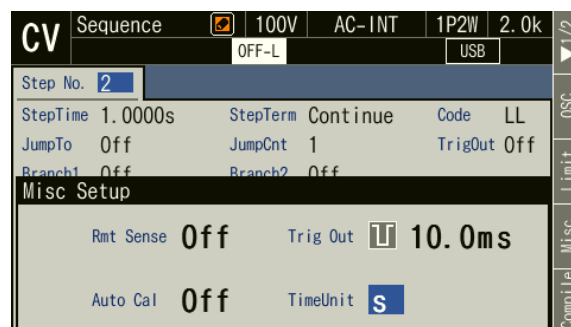 CV Sequence 100V AC-INT 1P2W 2.0k
OFF-L USB
Step No. 2
StepTime 1.0000s StepTerm Continue Code LL
JumpTo Off JumpCnt 1 TrigOut Off
Branch1 Off Branch2 Off
Misc Setup
Rmt Sense Off Trig Out 10.0ms
Auto Cal Off TimeUnit s
▼1/2
OSC
Limit
Misc
Compile